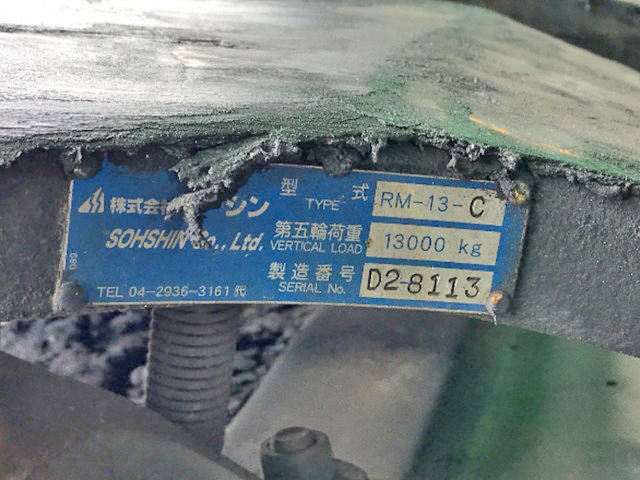 株式会社 シン
SOHSHIN Co., Ltd.
TEL 04-2936-3161 代
型 式 TYPE RM-13-C
第五輪荷重 VERTICAL LOAD 13000 kg
製造番号 SERIAL No. D2-8113
089